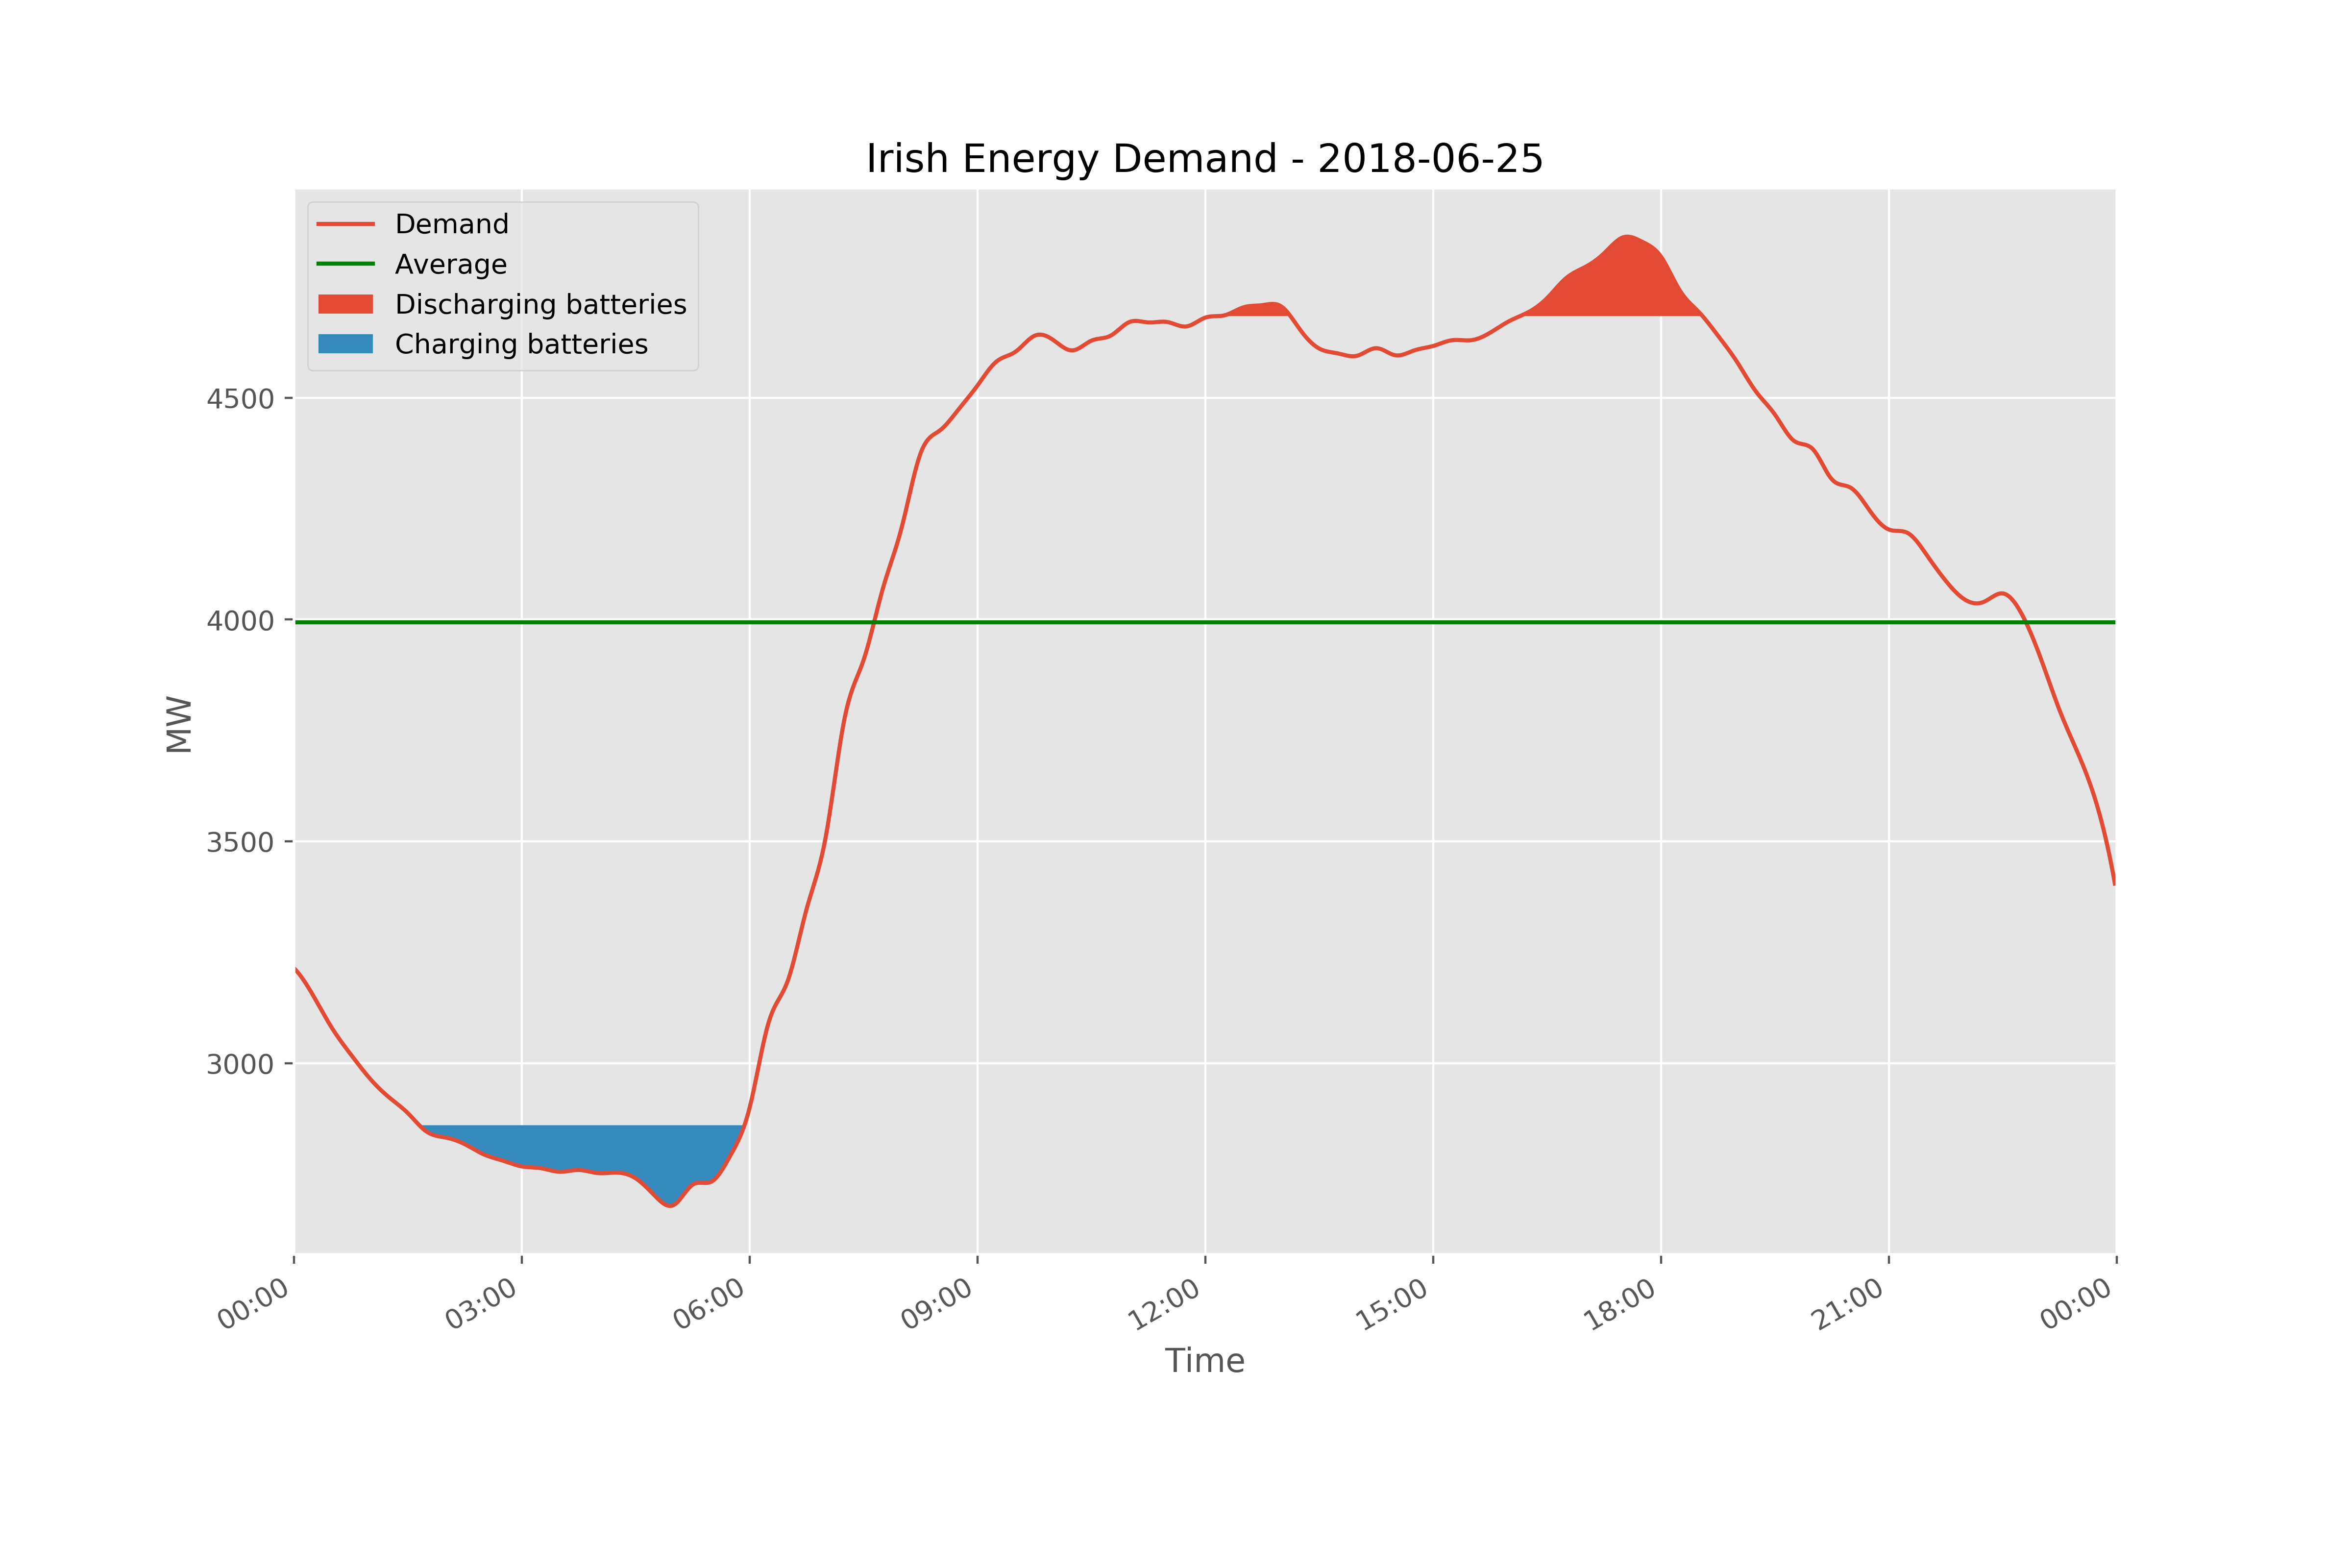 Irish Energy Demand - 2018-06-25
Demand
Average
Discharging batteries
Charging batteries
4500
4000
3500
3000
MW
00:00
03:00
06:00
09:00
12:00
15:00
18:00
21:00
00:00
Time